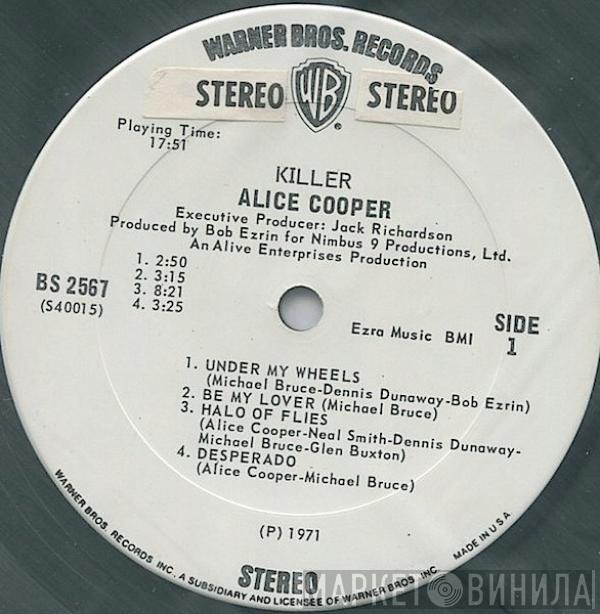 WARNER BROS. RECORDS
STEREO WB STEREO
®
Playing Time:
17:51
KILLER
ALICE COOPER
Executive Producer: Jack Richardson
Produced by Bob Ezrin for Nimbus 9 Productions, Ltd.
An Alive Enterprises Production
1. 2:50
2. 3:15
3. 8:21
4. 3:25
BS 2567
(S40015)
Ezra Music BMI
SIDE
1
1. UNDER MY WHEELS
(Michael Bruce-Dennis Dunaway-Bob Ezrin)
2. BE MY LOVER (Michael Bruce)
3. HALO OF FLIES
(Alice Cooper-Neal Smith-Dennis Dunaway-
Michael Bruce-Glen Buxton)
4. DESPERADO
(Alice Cooper-Michael Bruce)
(P) 1971
STEREO
WARNER BROS. RECORDS INC. A SUBSIDIARY AND LICENSEE OF WARNER BROS. INC. MADE IN U.S.A.
МАРКЕТ ВИНИЛА